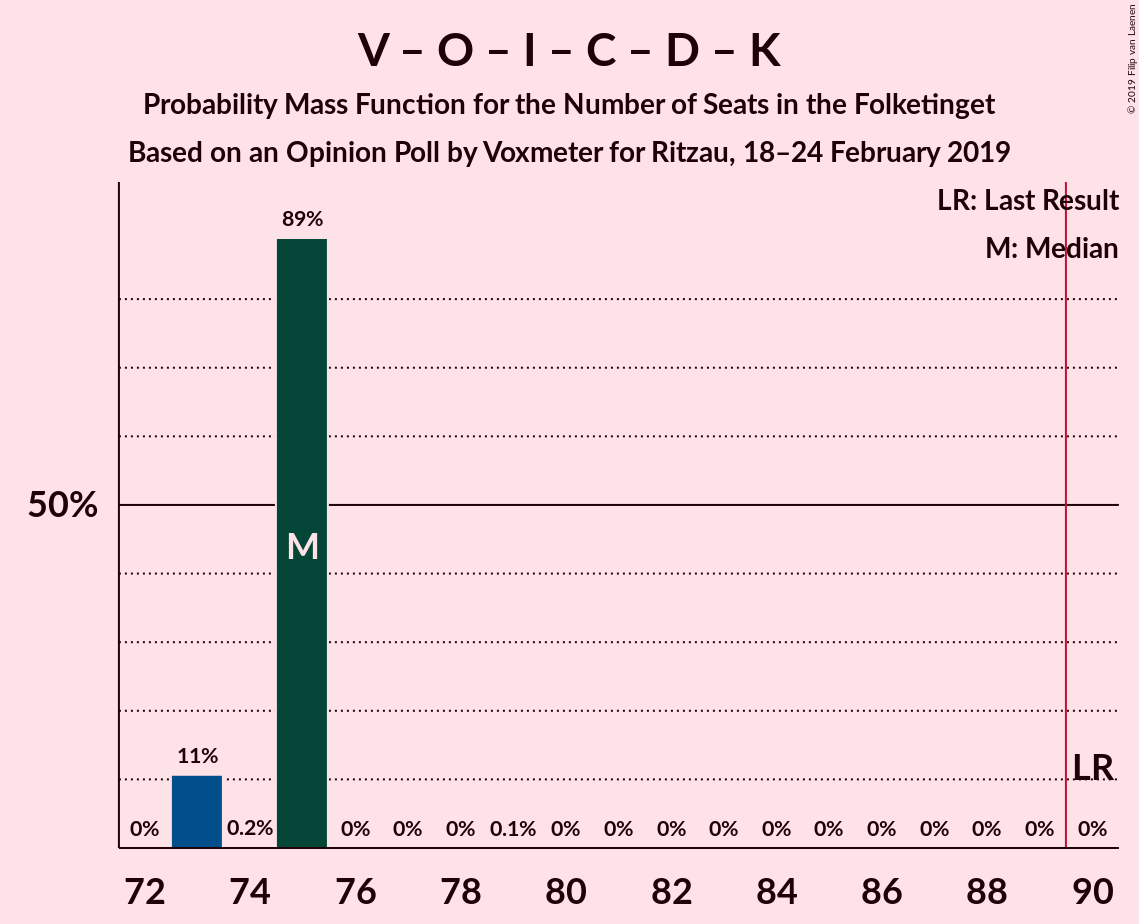 V – O – I – C – D – K
Probability Mass Function for the Number of Seats in the Folketinget
Based on an Opinion Poll by Voxmeter for Ritzau, 18–24 February 2019
© 2019 Filip van Laenen
LR: Last Result
M: Median
89%
50%
M
11%
LR
0% 0.2% 0% 0% 0% 0.1% 0% 0% 0% 0% 0% 0% 0% 0% 0% 0% 0%
72 74 76 78 80 82 84 86 88 90